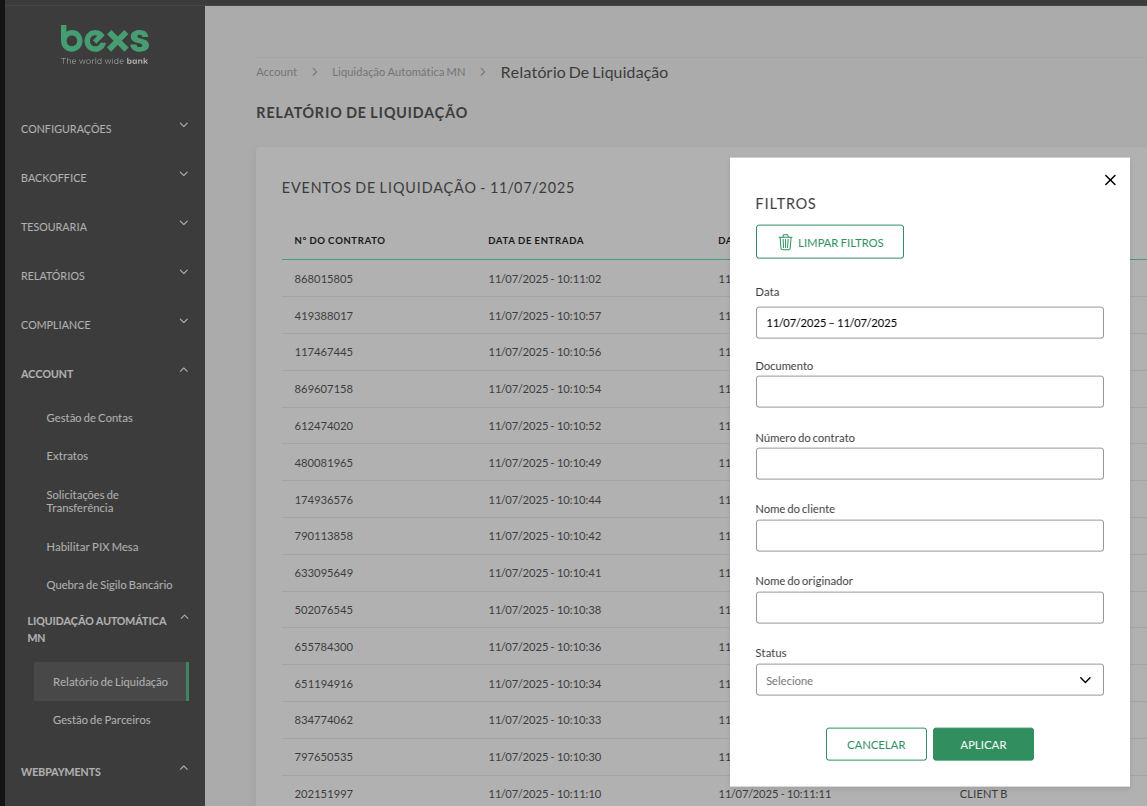 bexs
The world wide bank
CONFIGURAÇÕES
BACKOFFICE
TESOURARIA
RELATÓRIOS
COMPLIANCE
ACCOUNT
Gestão de Contas
Extratos
Solicitações de
Transferência
Habilitar PIX Mesa
Quebra de Sigilo Bancário
LIQUIDAÇÃO AUTOMÁTICA
MN
Relatório de Liquidação
Gestão de Parceiros
WEBPAYMENTS
Account > Liquidação Automática MN > Relatório De Liquidação
RELATÓRIO DE LIQUIDAÇÃO
EVENTOS DE LIQUIDAÇÃO - 11/07/2025
Nº DO CONTRATO DATA DE ENTRADA
868015805 11/07/2025 - 10:11:02 11
419388017 11/07/2025 - 10:10:57 11
117467445 11/07/2025 - 10:10:56 11
869607158 11/07/2025 - 10:10:54 11
612474020 11/07/2025 - 10:10:52 11
480081965 11/07/2025 - 10:10:49 11
174936576 11/07/2025 - 10:10:44 11
790113858 11/07/2025 - 10:10:42 11
633095649 11/07/2025 - 10:10:41 11
502076545 11/07/2025 - 10:10:38 11
655784300 11/07/2025 - 10:10:36 11
651194916 11/07/2025 - 10:10:34 11
834774062 11/07/2025 - 10:10:33 11
797650535 11/07/2025 - 10:10:30 11
202151997 11/07/2025 - 10:11:10 11/07/2025 - 10:11:11 CLIENT B
FILTROS
LIMPAR FILTROS
Data
11/07/2025 – 11/07/2025
Documento
Número do contrato
Nome do cliente
Nome do originador
Status
Selecione
CANCELAR APLICAR